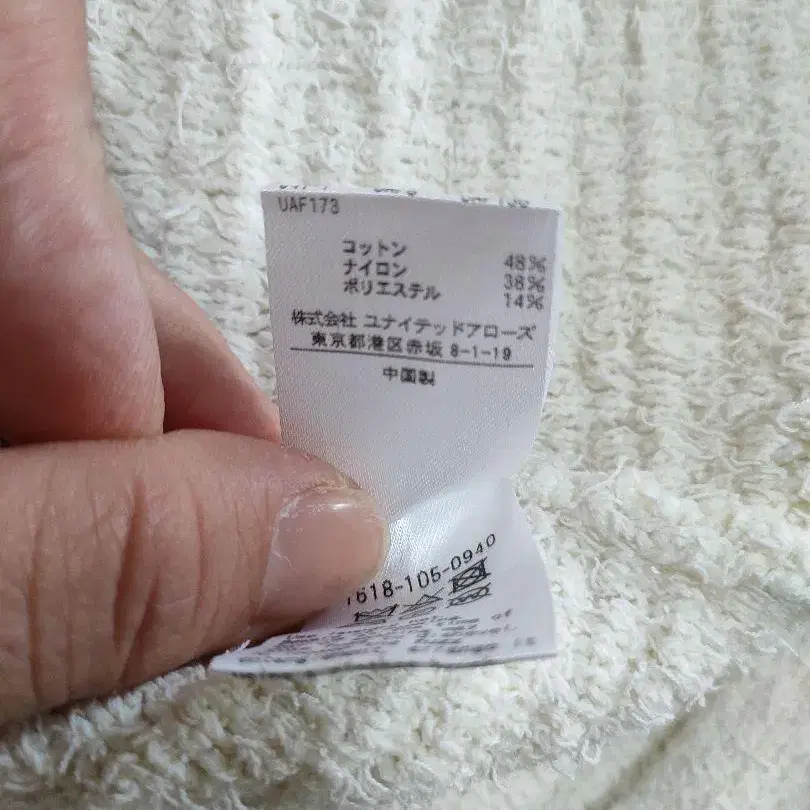 UAF173
コットン 48%
ナイロン 38%
ポリエステル 14%
株式会社 ユナイテッドアローズ
東京都港区赤坂 8-1-19
中国製
1618-105-0940